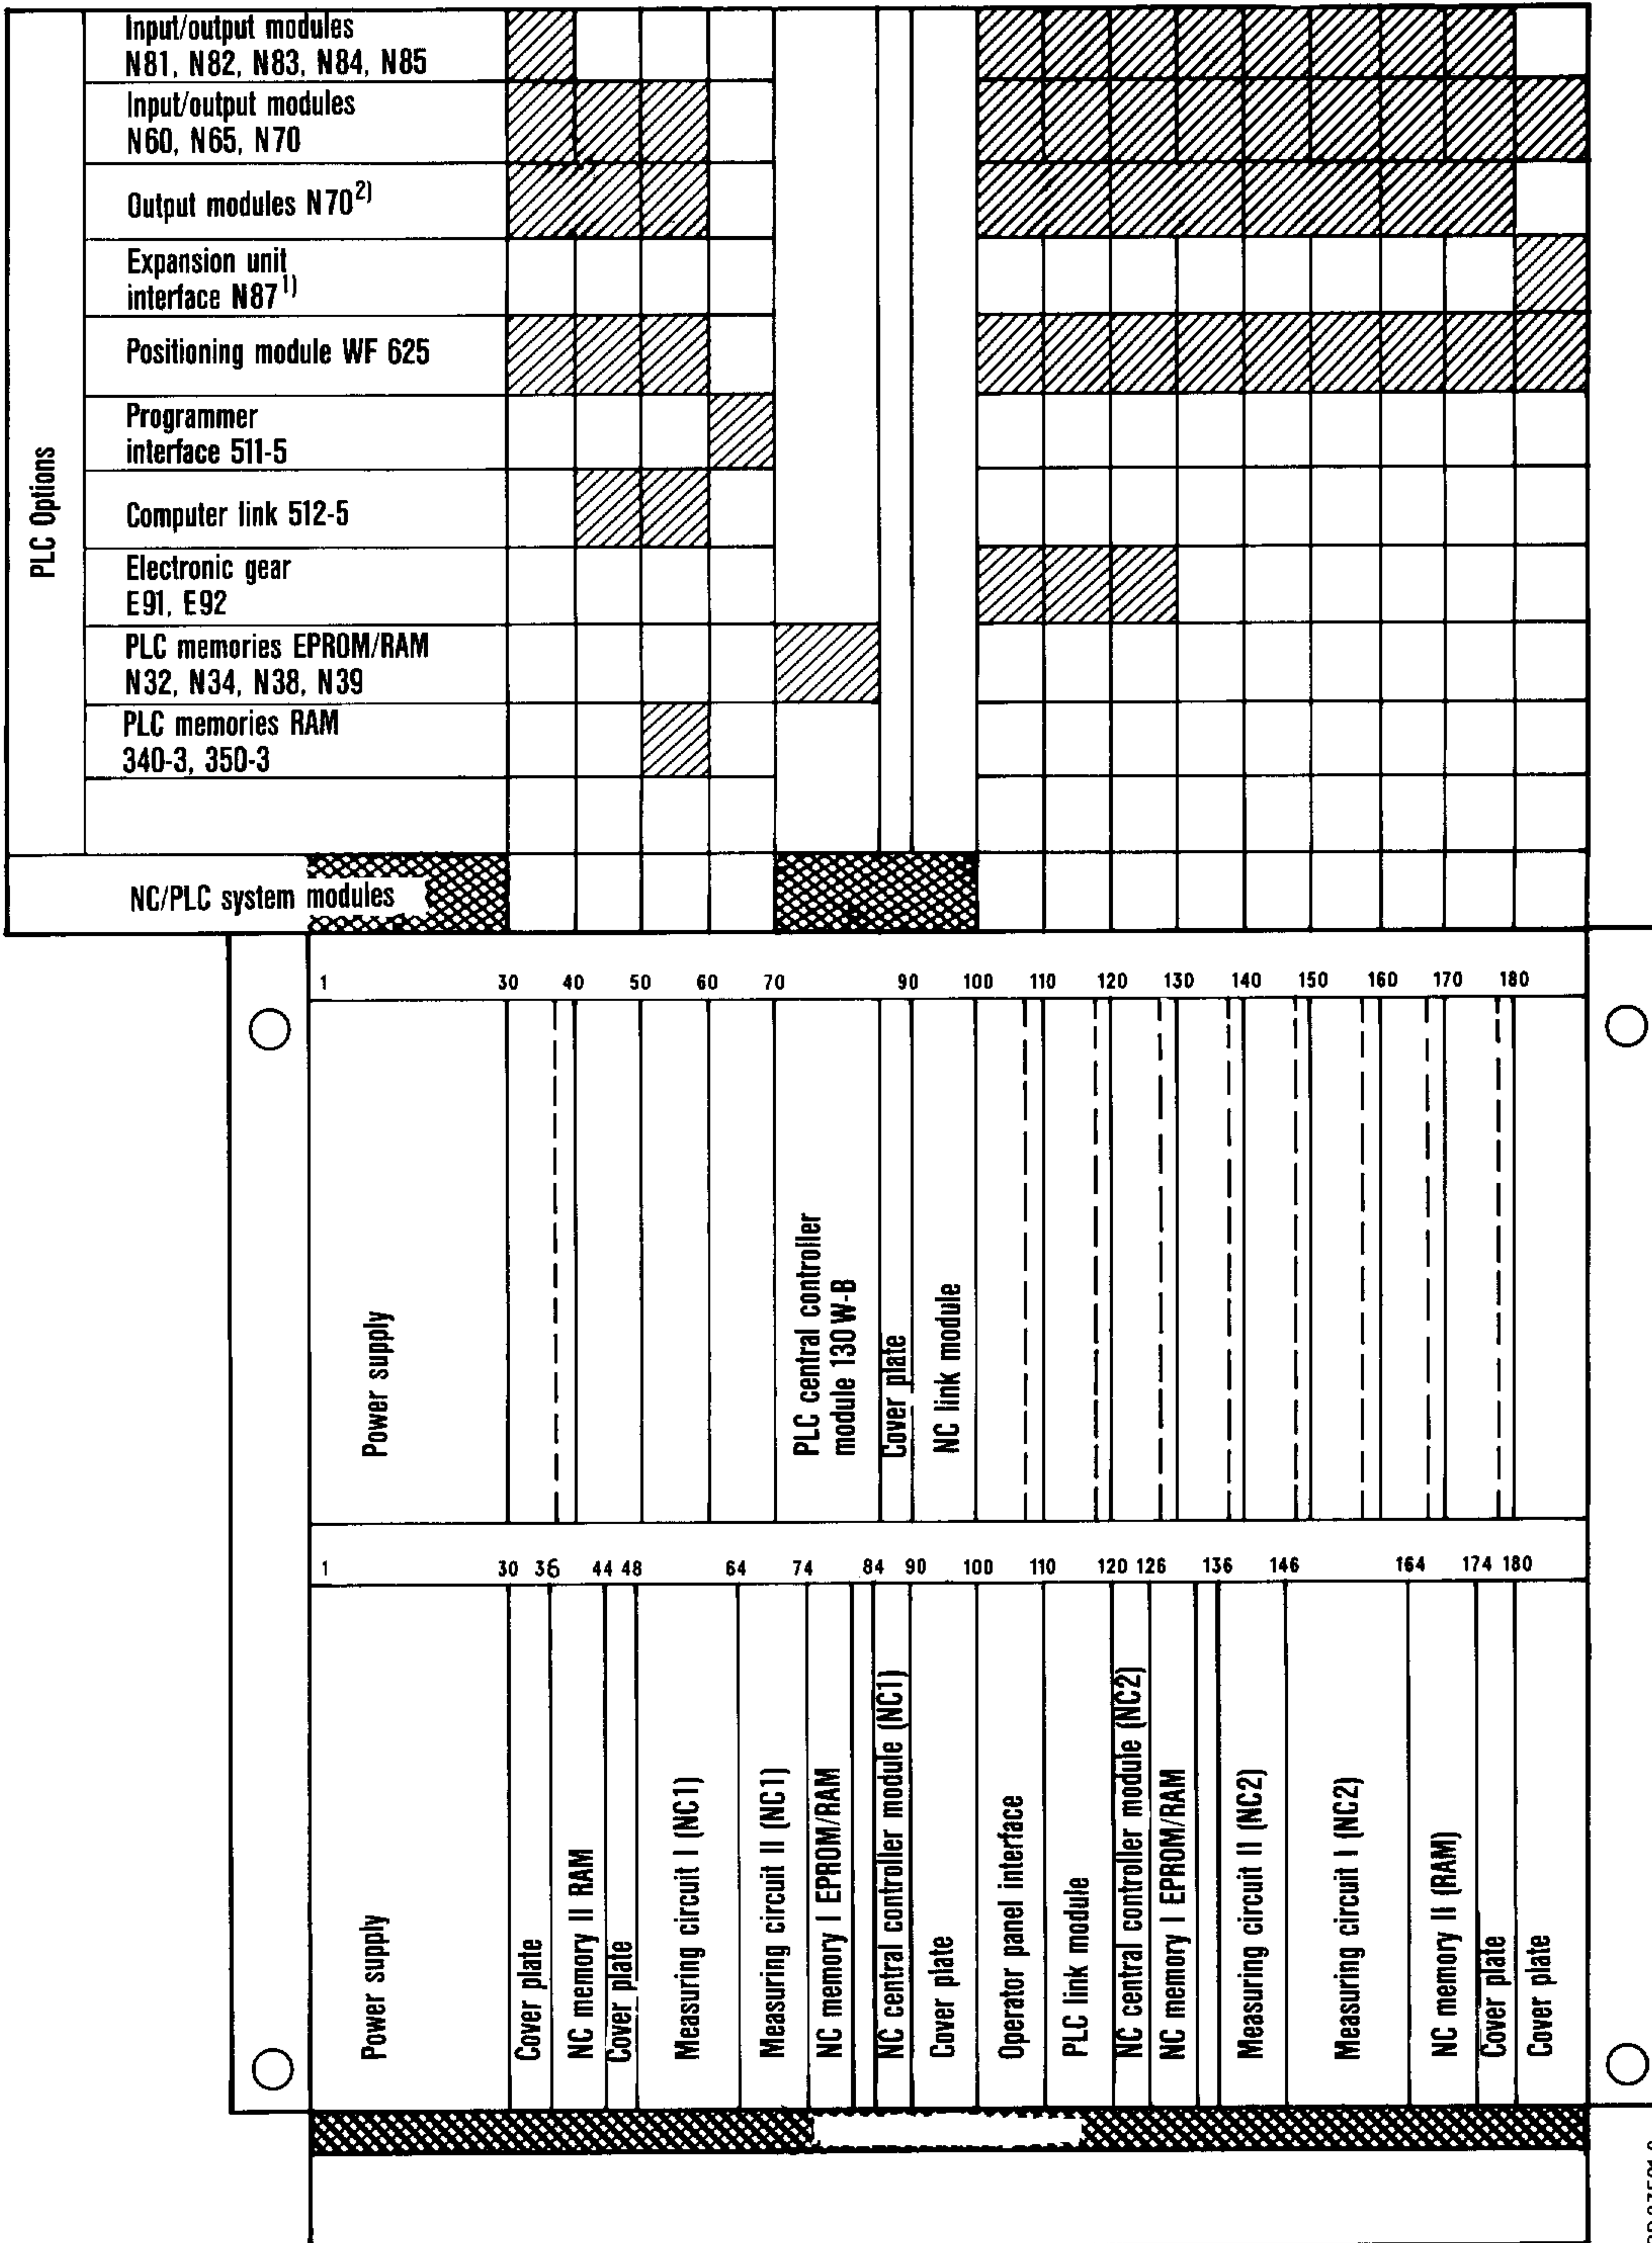 Input/output modules
N81, N82, N83, N84, N85
Input/output modules
N60, N65, N70
Output modules N70 2)
Expansion unit
interface N87 1)
Positioning module WF 625
Programmer
interface 511-5
Computer link 512-5
Electronic gear
E91, E92
PLC memories EPROM/RAM
N32, N34, N38, N39
PLC memories RAM
340-3, 350-3
PLC Options
NC/PLC system modules
1 30 40 50 60 70 90 100 110 120 130 140 150 160 170 180
Power supply
PLC central controller
module 130 W-B
Cover plate
NC link module
1 30 36 44 48 64 74 84 90 100 110 120 126 136 146 164 174 180
Power supply
Cover plate
NC memory II RAM
Cover plate
Measuring circuit I (NC1)
Measuring circuit II (NC1)
NC memory I EPROM/RAM
NC central controller module (NC1)
Cover plate
Operator panel interface
PLC link module
NC central controller module (NC2)
NC memory I EPROM/RAM
Measuring circuit II (NC2)
Measuring circuit I (NC2)
NC memory II (RAM)
Cover plate
Cover plate